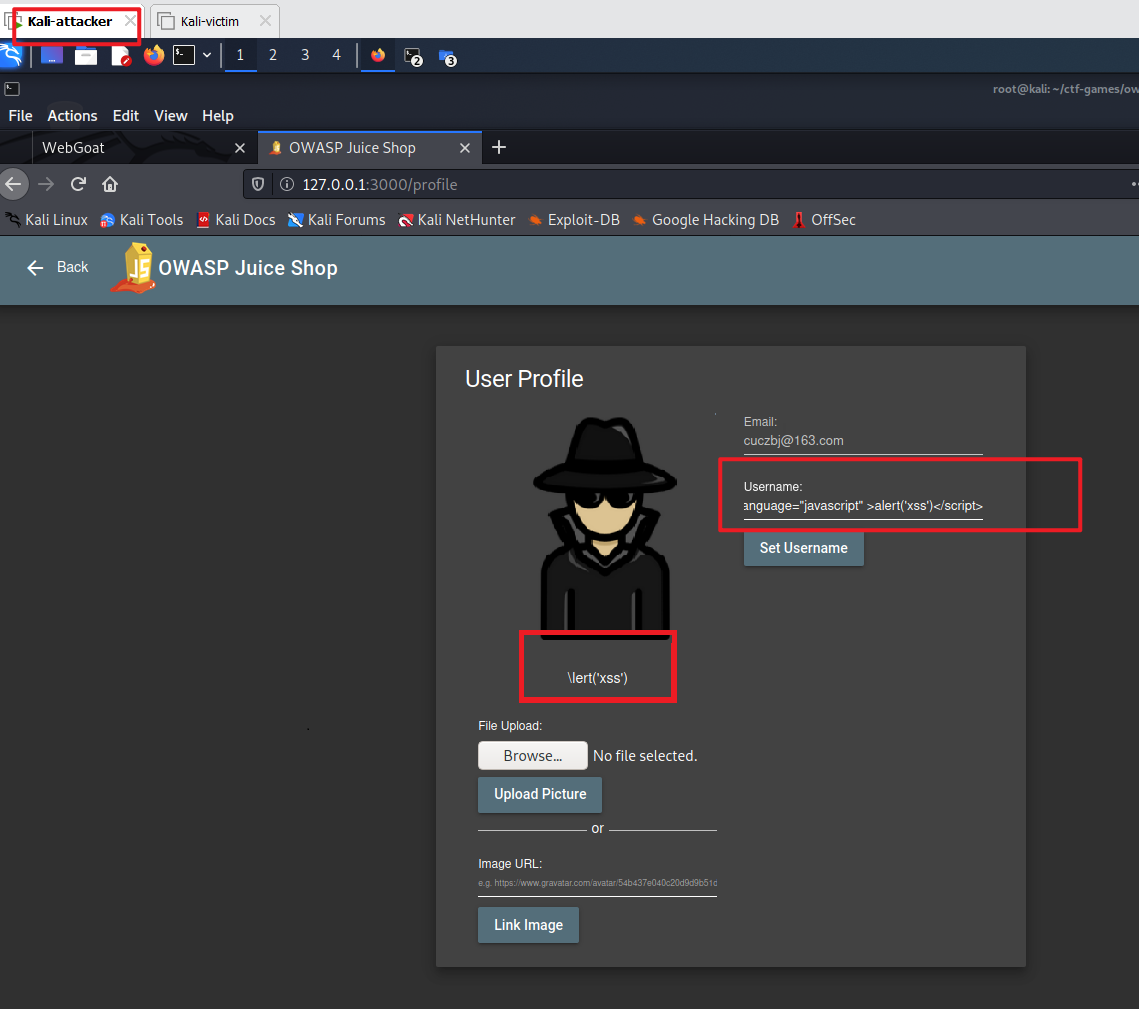 Kali-attacker
Kali-victim
1 2 3 4 2 3
root@kali: ~/ctf-games/ow
File Actions Edit View Help
WebGoat OWASP Juice Shop
127.0.0.1:3000/profile
Kali Linux Kali Tools Kali Docs Kali Forums Kali NetHunter Exploit-DB Google Hacking DB OffSec
Back JS OWASP Juice Shop
User Profile
Email:
cuczbj@163.com
Username:
anguage="javascript" >alert('xss')</script>
Set Username
\lert('xss')
File Upload:
Browse... No file selected.
Upload Picture
or
Image URL:
e.g. https://www.gravatar.com/avatar/54b437e040c20d9d9b51d
Link Image